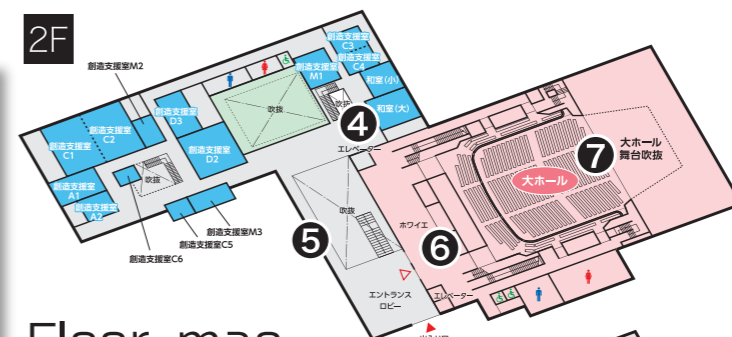 2F
創造支援室M2
創造支援室
C3
創造支援室
C4
創造支援室
M1
和室(小)
和室(大)
吹抜
吹抜
4
エレベーター
創造支援室
D3
創造支援室
C2
創造支援室
C1
創造支援室
D2
吹抜
創造支援室
A1
創造支援室
A2
創造支援室M3
創造支援室C5
創造支援室C6
大ホール
舞台吹抜
7
大ホール
吹抜
5
ホワイエ
6
エントランス
ロビー
エレベーター
Floor map